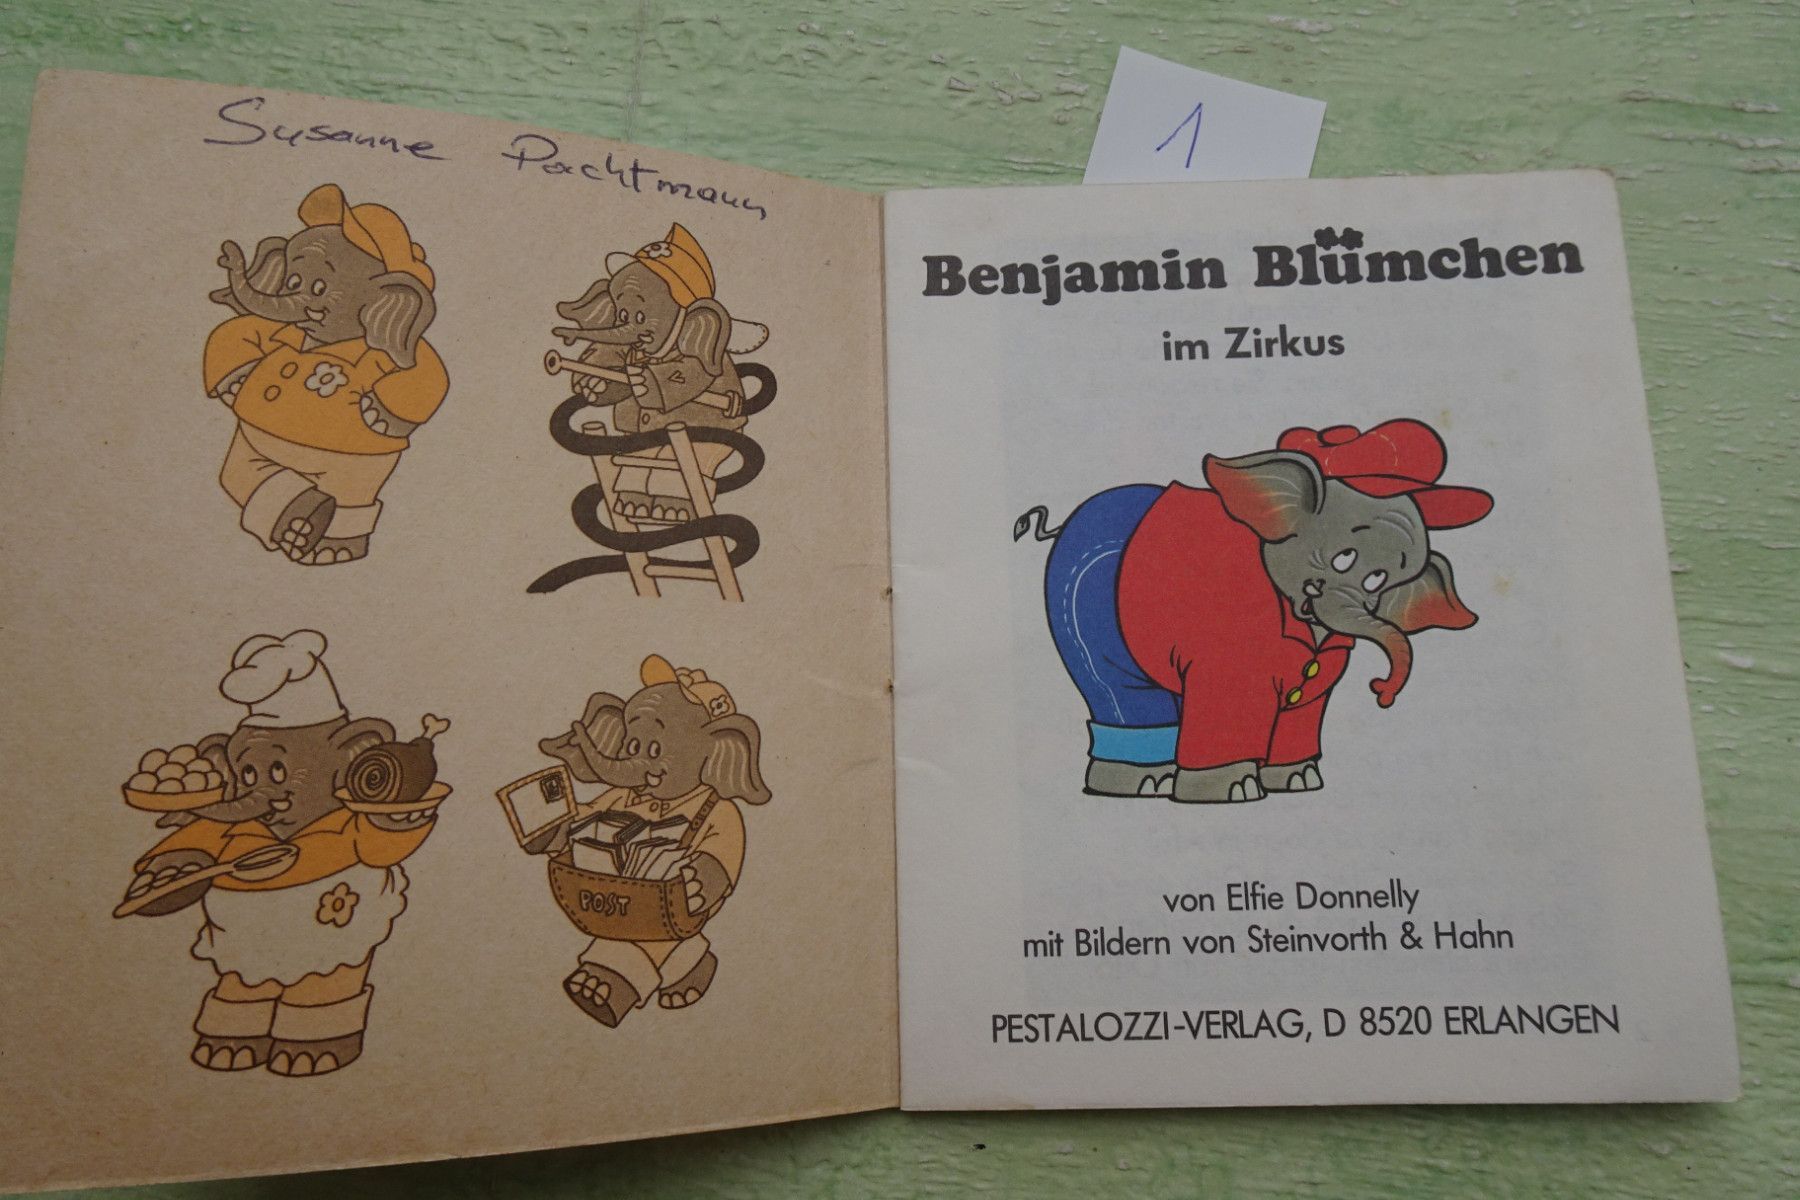 Susanne Pachtmann
1
Benjamin Blümchen
im Zirkus
POST
von Elfie Donnelly
mit Bildern von Steinvorth & Hahn
PESTALOZZI-VERLAG, D 8520 ERLANGEN